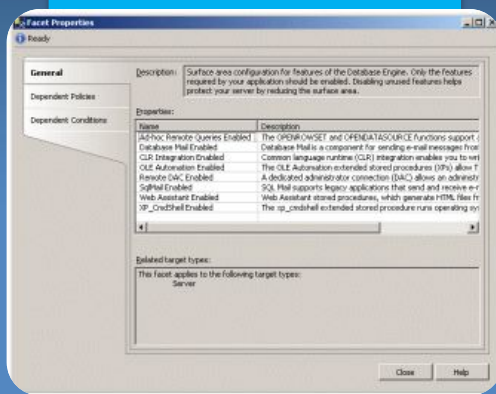 Facet Properties
Ready
General
Dependent Policies
Dependent Conditions
Description: Surface area configuration for features of the Database Engine. Only the features
required by your application should be enabled. Disabling unused features helps
protect your server by reducing the surface area.
Properties:
Name Description
Ad-hoc Remote Queries Enabled The OPENROWSET and OPENDATASOURCE functions support
Database Mail Enabled Database Mail is a component for sending e-mail messages from
CLR Integration Enabled Common language runtime (CLR) integration enables you to wri
OLE Automation Enabled The OLE Automation extended stored procedures (XPs) allow T
Remote DAC Enabled A dedicated administrator connection (DAC) allows an administr
SqlMail Enabled SQL Mail supports legacy applications that send and receive e-
Web Assistant Enabled Web Assistant stored procedures, which generate HTML files fr
XP_CmdShell Enabled The xp_cmdshell extended stored procedure runs operating sy
Related target types:
This facet applies to the following target types:
Server
Close Help